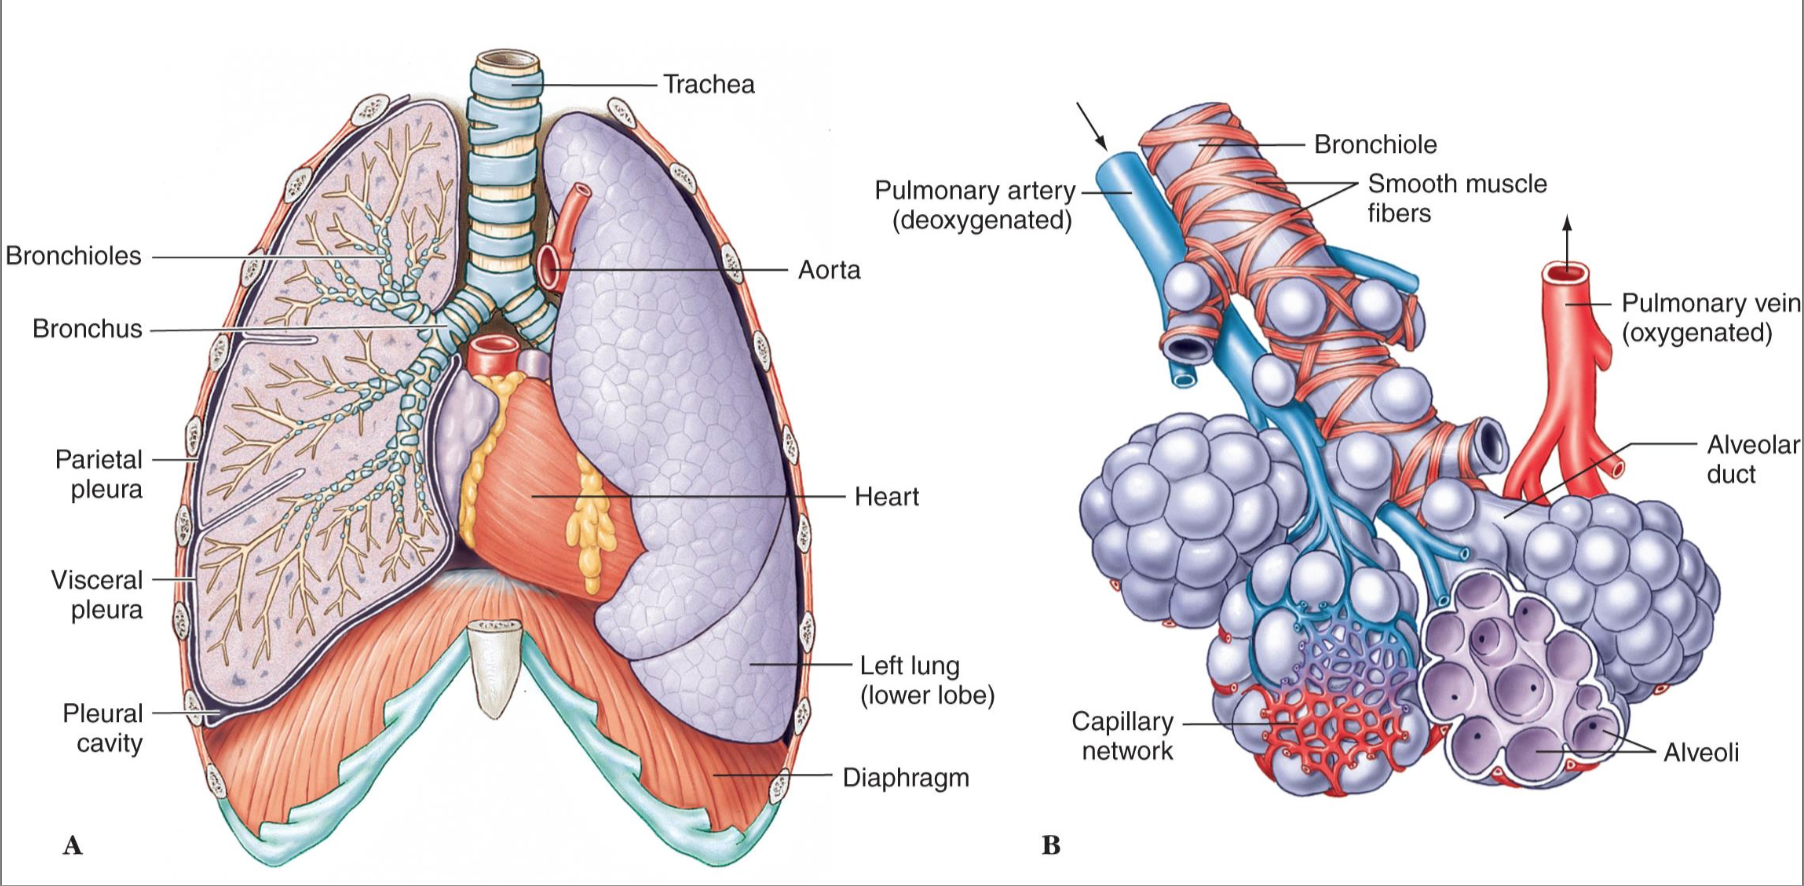 Trachea
Bronchioles
Aorta
Bronchus
Parietal
pleura
Heart
Visceral
pleura
Left lung
(lower lobe)
Pleural
cavity
Diaphragm
A
Bronchiole
Smooth muscle
fibers
Pulmonary artery
(deoxygenated)
Pulmonary vein
(oxygenated)
Alveolar
duct
Capillary
network
Alveoli
B